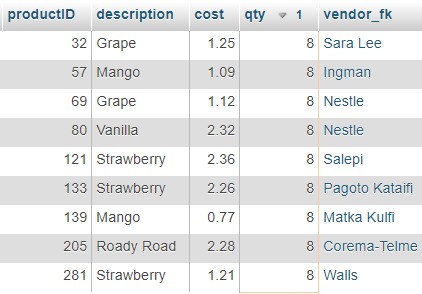 productID description cost qty 1 vendor_fk
32 Grape 1.25 8 Sara Lee
57 Mango 1.09 8 Ingman
69 Grape 1.12 8 Nestle
80 Vanilla 2.32 8 Nestle
121 Strawberry 2.36 8 Salepi
133 Strawberry 2.26 8 Pagoto Kataifi
139 Mango 0.77 8 Matka Kulfi
205 Roady Road 2.28 8 Corema-Telme
281 Strawberry 1.21 8 Walls